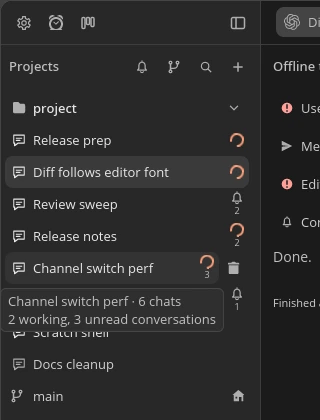 Di
Projects
Offline t
project
Use
Release prep
Me
Diff follows editor font
Edi
Review sweep
2
Cor
Release notes
2
Done.
Channel switch perf
3
1
Channel switch perf · 6 chats
2 working, 3 unread conversations
Finished a
Scratch shell
Docs cleanup
main